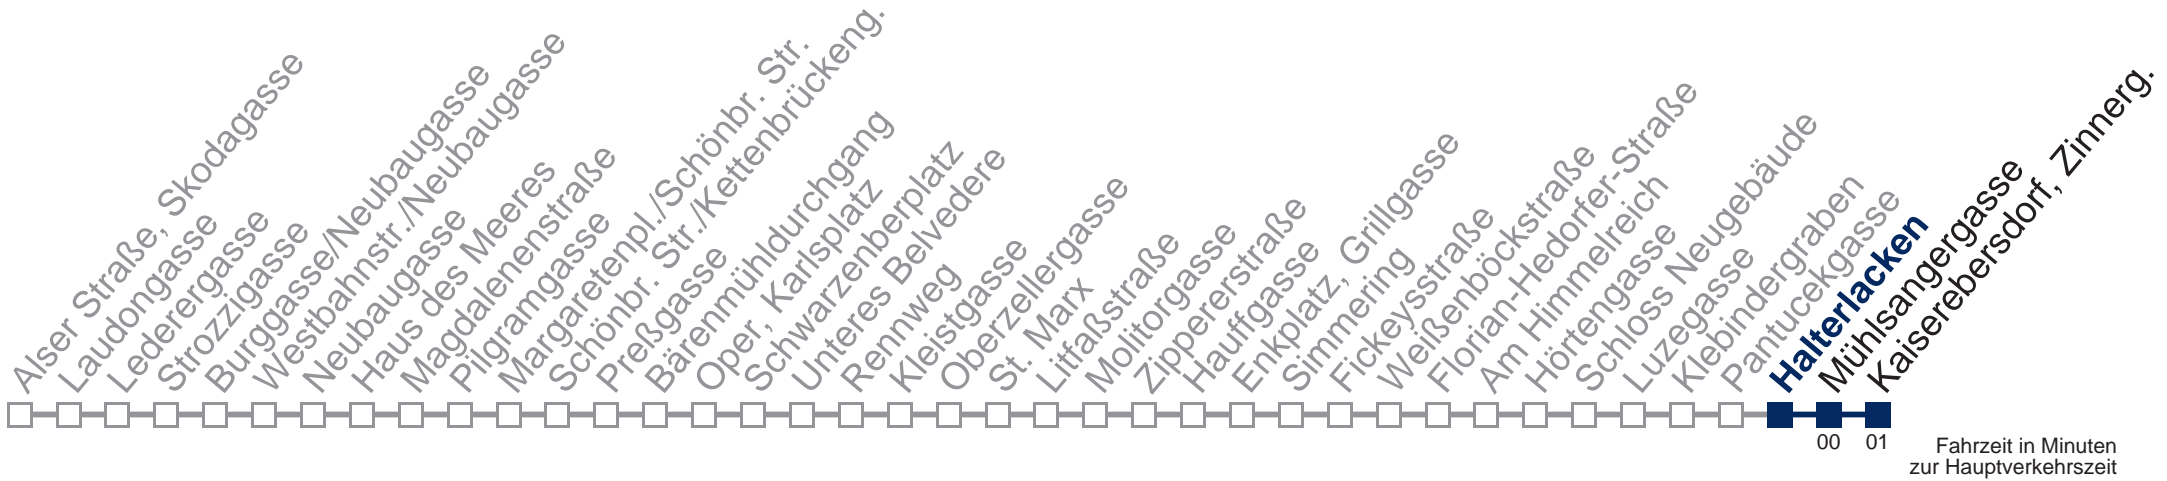 Alser Straße, Skodagasse
Laudongasse
Lederergasse
Strozzigasse
Burggasse/Neubaugasse
Westbahnstr./Neubaugasse
Neubaugasse
Haus des Meeres
Magdalenenstraße
Pilgramgasse
Margaretenpl./Schönbr. Str.
Schönbr. Str./Kettenbrückeng.
Preßgasse
Bärenmühldurchgang
Oper, Karlsplatz
Schwarzenbergplatz
Unteres Belvedere
Rennweg
Kleistgasse
Oberzellergasse
St. Marx
Litfaßstraße
Molitorgasse
Zippererstraße
Hauffgasse
Enkplatz, Grillgasse
Simmering
Fickeysstraße
Weißenböckstraße
Florian-Hedorfer-Straße
Am Himmelreich
Hörtengasse
Schloss Neugebäude
Luzegasse
Klebindergraben
Pantucekgasse
Halterlacken
Mühlsangergasse
Kaiserebersdorf, Zinnerg.
00
01
Fahrzeit in Minuten
zur Hauptverkehrszeit